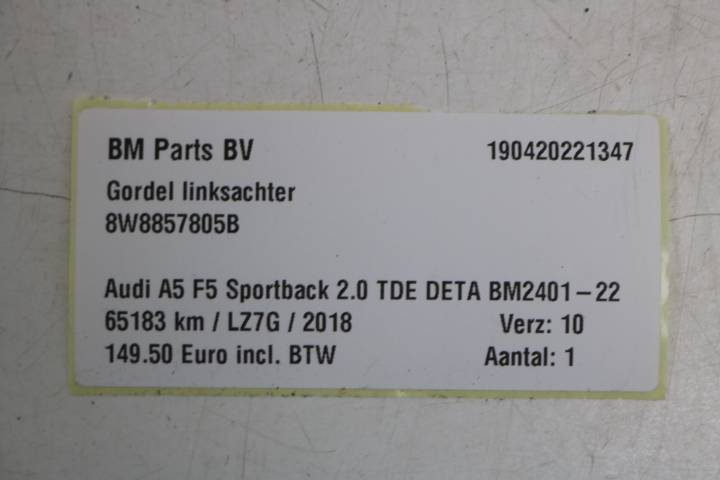 BM Parts BV 190420221347
Gordel linksachter
8W8857805B
Audi A5 F5 Sportback 2.0 TDE DETA BM2401-22
65183 km / LZ7G / 2018 Verz: 10
149.50 Euro incl. BTW Aantal: 1